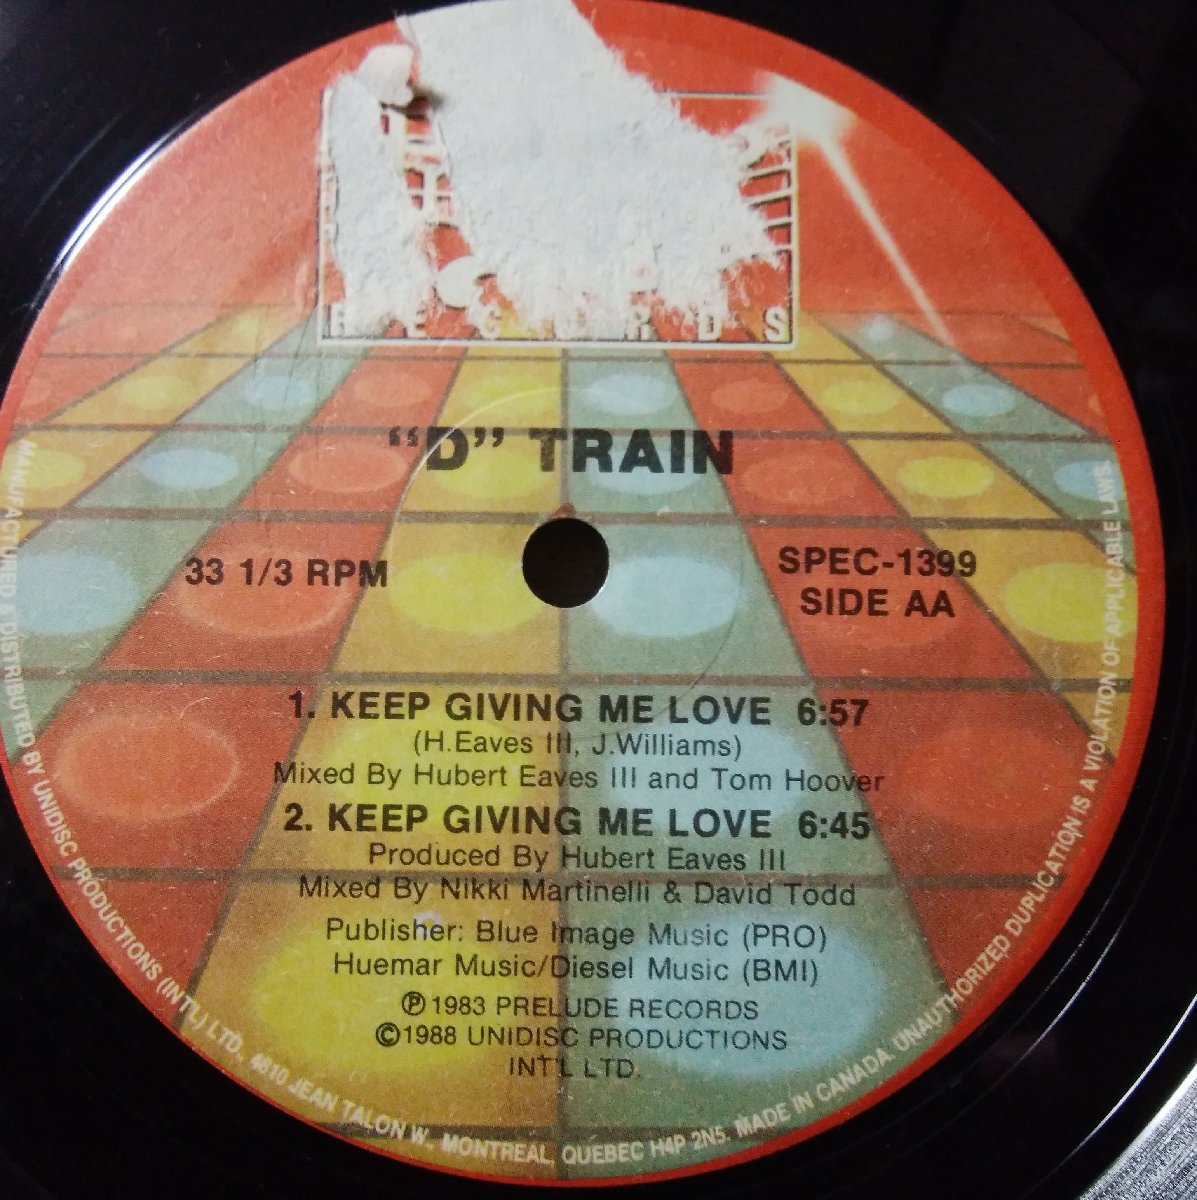 RECORDS
“D” TRAIN
33 1/3 RPM
SPEC-1399
SIDE AA
1. KEEP GIVING ME LOVE 6:57
(H.Eaves III, J.Williams)
Mixed By Hubert Eaves III and Tom Hoover
2. KEEP GIVING ME LOVE 6:45
Produced By Hubert Eaves III
Mixed By Nikki Martinelli & David Todd
Publisher: Blue Image Music (PRO)
Huemar Music/Diesel Music (BMI)
Ⓟ 1983 PRELUDE RECORDS
©1988 UNIDISC PRODUCTIONS
INT'L LTD.
MANUFACTURED & DISTRIBUTED BY UNIDISC PRODUCTIONS (INT'L) LTD., 4810 JEAN TALON W., MONTREAL, QUEBEC H4P 2N5. MADE IN CANADA. UNAUTHORIZED DUPLICATION IS A VIOLATION OF APPLICABLE LAWS.